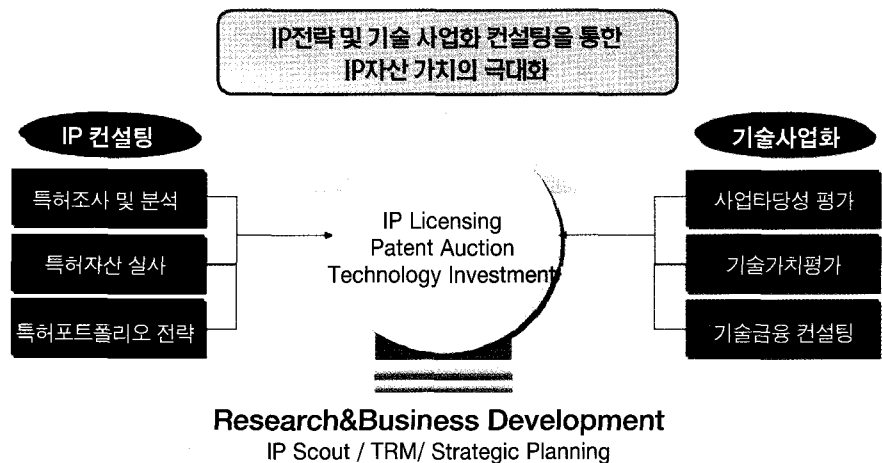 IP전략 및 기술 사업화 컨설팅을 통한
IP자산 가치의 극대화
IP 컨설팅
특허조사 및 분석
특허자산 실사
특허포트폴리오 전략
IP Licensing
Patent Auction
Technology Investment
기술사업화
사업타당성 평가
기술가치평가
기술금융 컨설팅
Research&Business Development
IP Scout / TRM/ Strategic Planning